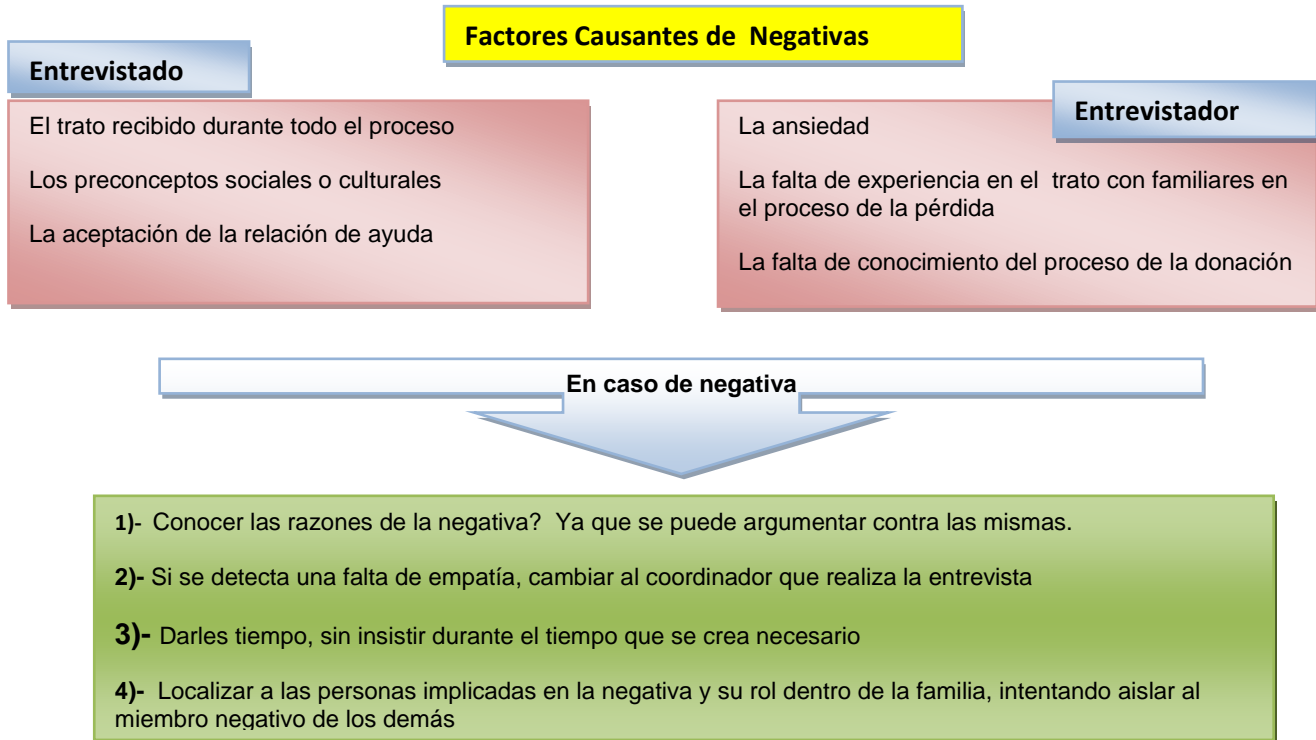 Factores Causantes de  Negativas
Entrevistado
El trato recibido durante todo el proceso
Los preconceptos sociales o culturales
La aceptación de la relación de ayuda
Entrevistador
La ansiedad
La falta de experiencia en el  trato con familiares en
el proceso de la pérdida
La falta de conocimiento del proceso de la donación
En caso de negativa
1)-  Conocer las razones de la negativa?  Ya que se puede argumentar contra las mismas.
2)- Si se detecta una falta de empatía, cambiar al coordinador que realiza la entrevista
3)- Darles tiempo, sin insistir durante el tiempo que se crea necesario
4)-  Localizar a las personas implicadas en la negativa y su rol dentro de la familia, intentando aislar al
miembro negativo de los demás